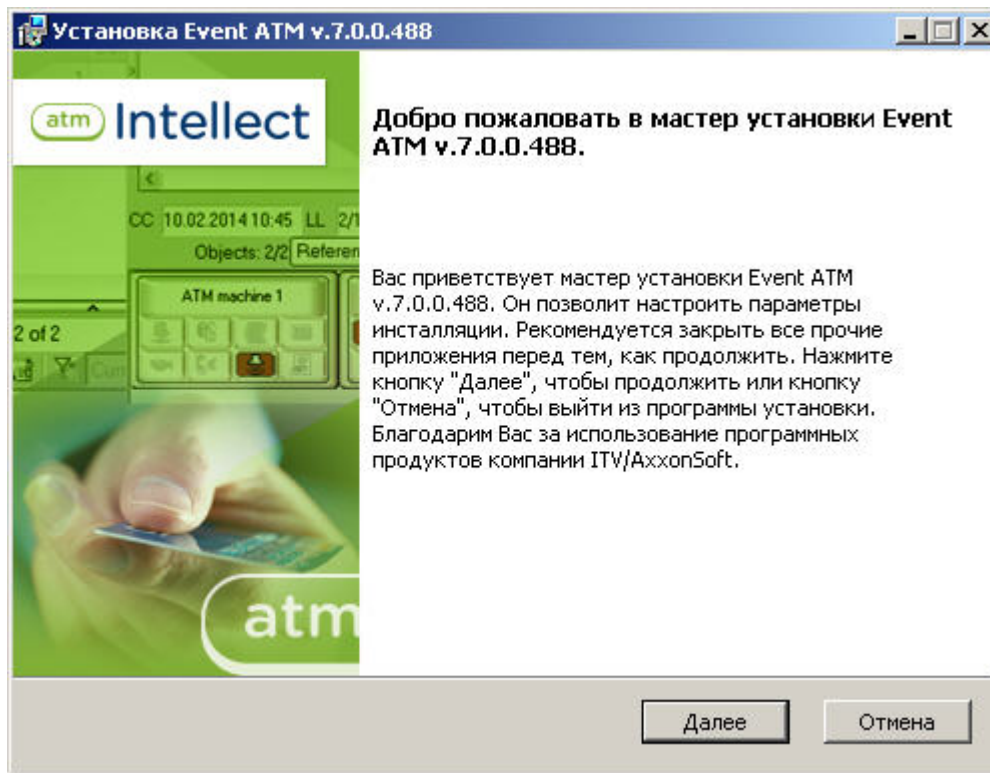 Установка Event ATM v.7.0.0.488
atm Intellect
Добро пожаловать в мастер установки Event
ATM v.7.0.0.488.
CC 10.02.2014 10:45 LL 2/1
Objects: 2/2 Referen
ATM machine 1
2 of 2
Cum
Вас приветствует мастер установки Event ATM
v.7.0.0.488. Он позволит настроить параметры
инсталляции. Рекомендуется закрыть все прочие
приложения перед тем, как продолжить. Нажмите
кнопку "Далее", чтобы продолжить или кнопку
"Отмена", чтобы выйти из программы установки.
Благодарим Вас за использование программных
продуктов компании ITV/AxxonSoft.
atm
Далее
Отмена